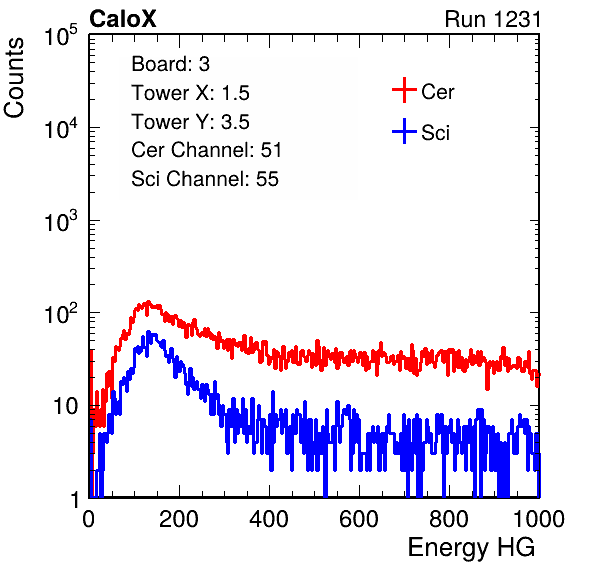 CaloX Run 1231
Counts
10^5
10^4
10^3
10^2
10
1
Board: 3
Tower X: 1.5
Tower Y: 3.5
Cer Channel: 51
Sci Channel: 55
Cer
Sci
0 200 400 600 800 1000
Energy HG